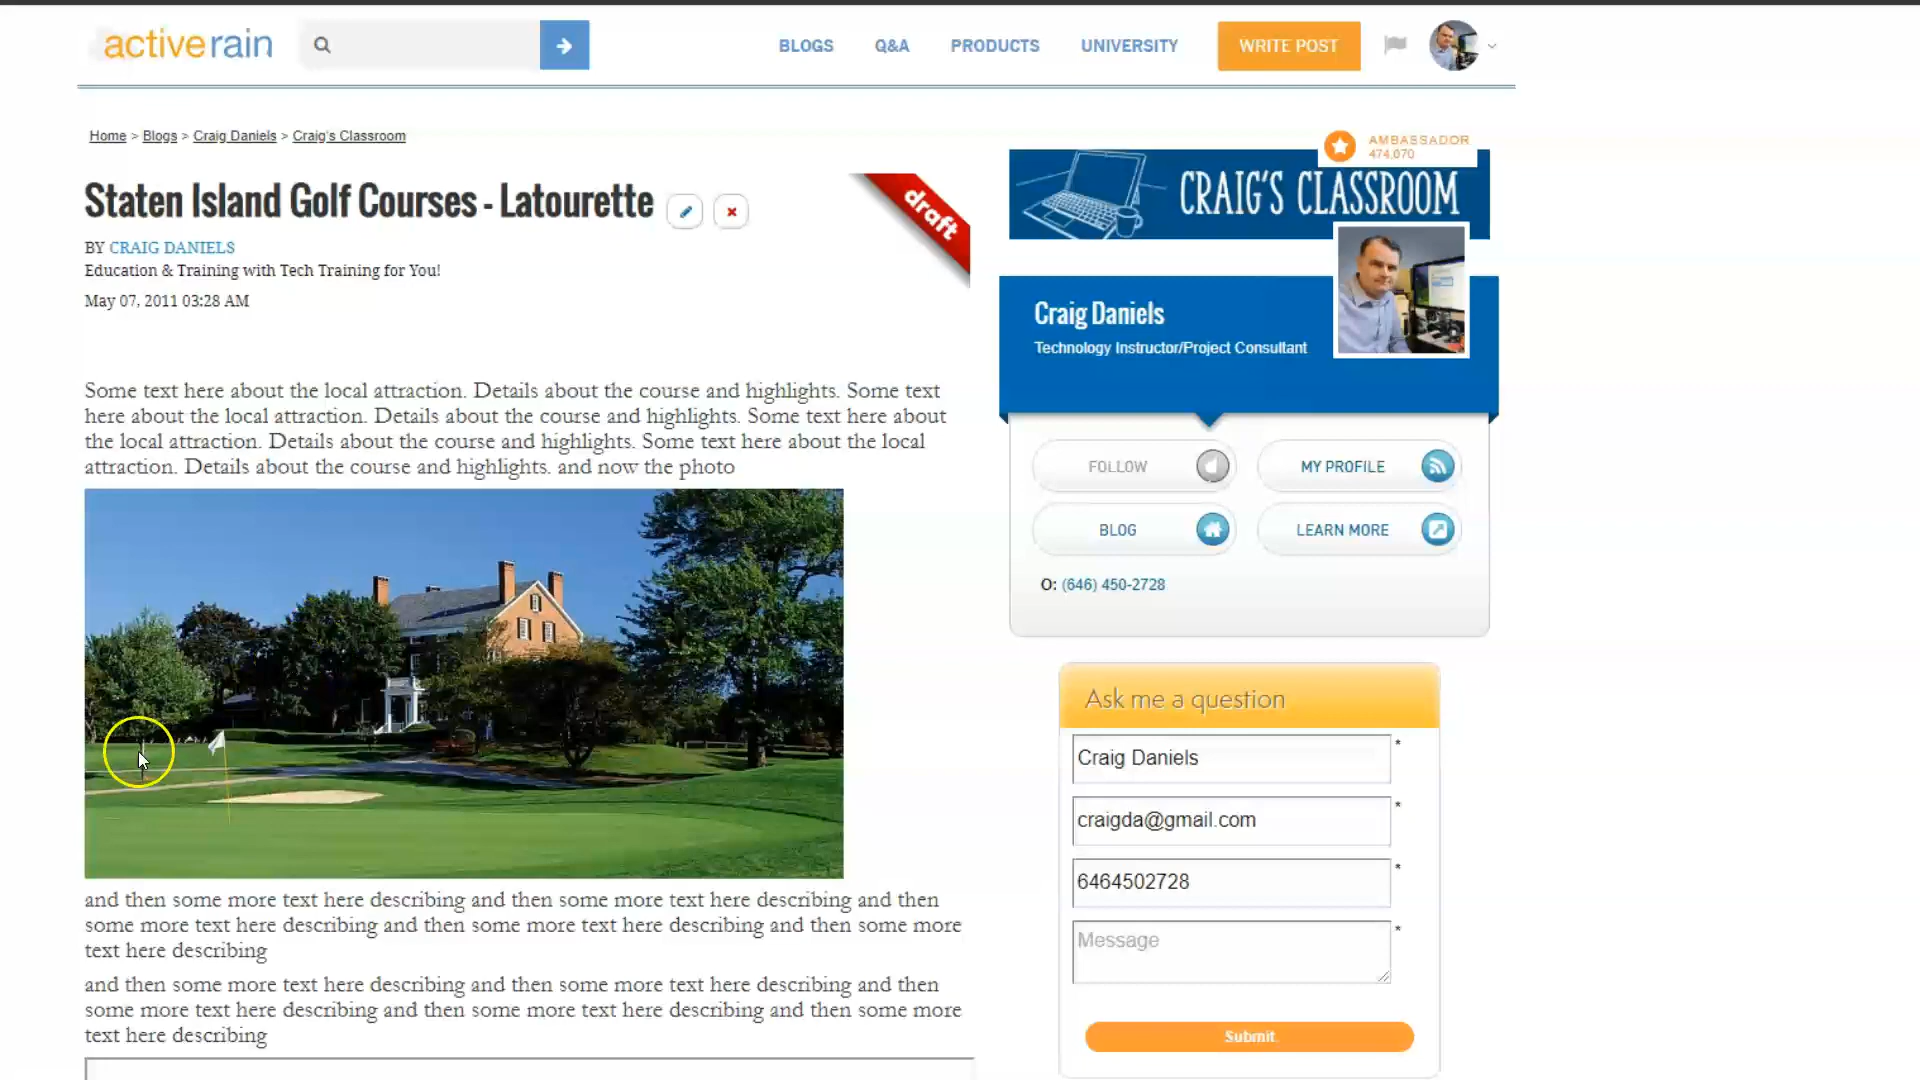 activerain
BLOGS
Q&A
PRODUCTS
UNIVERSITY
WRITE POST
Home > Blogs > Craig Daniels > Craig's Classroom
Staten Island Golf Courses - Latourette
draft
BY CRAIG DANIELS
Education & Training with Tech Training for You!
May 07, 2011 03:28 AM
Some text here about the local attraction. Details about the course and highlights. Some text
here about the local attraction. Details about the course and highlights. Some text here about
the local attraction. Details about the course and highlights. Some text here about the local
attraction. Details about the course and highlights. and now the photo
and then some more text here describing and then some more text here describing and then
some more text here describing and then some more text here describing and then some more
text here describing
and then some more text here describing and then some more text here describing and then
some more text here describing and then some more text here describing and then some more
text here describing
AMBASSADOR
474,070
CRAIG'S CLASSROOM
Craig Daniels
Technology Instructor/Project Consultant
FOLLOW
MY PROFILE
BLOG
LEARN MORE
O: (646) 450-2728
Ask me a question
Craig Daniels *
craigda@gmail.com *
6464502728 *
Message *
Submit